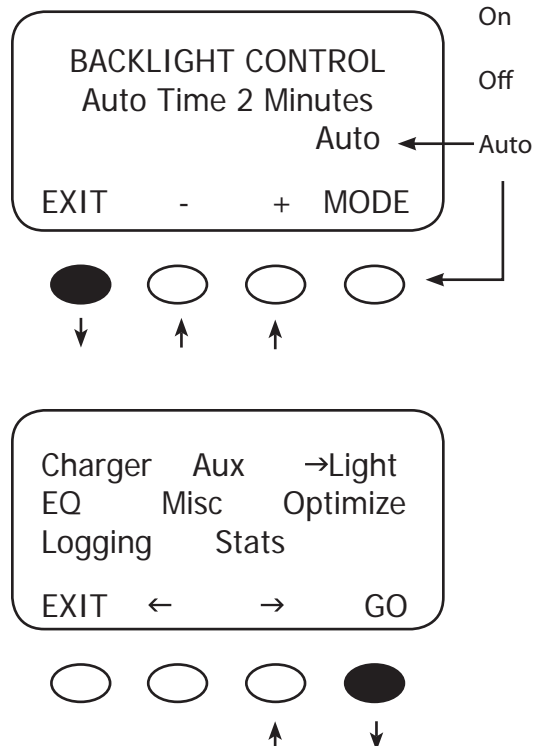 On
BACKLIGHT CONTROL
Off
Auto Time 2 Minutes
Auto
Auto
EXIT - + MODE
Charger Aux →Light
EQ Misc Optimize
Logging Stats
EXIT ← → GO